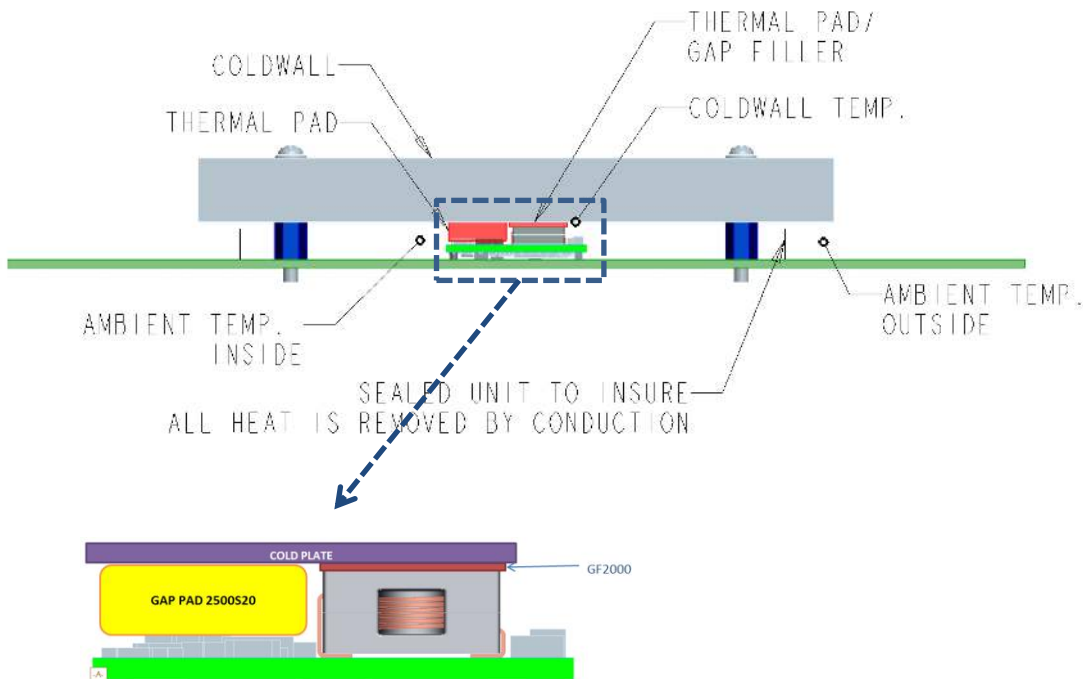 THERMAL PAD/
GAP FILLER
COLDWALL
COLDWALL TEMP.
THERMAL PAD
AMBIENT TEMP.
INSIDE
AMBIENT TEMP.
OUTSIDE
SEALED UNIT TO INSURE
ALL HEAT IS REMOVED BY CONDUCTION
COLD PLATE
GF2000
GAP PAD 2500S20